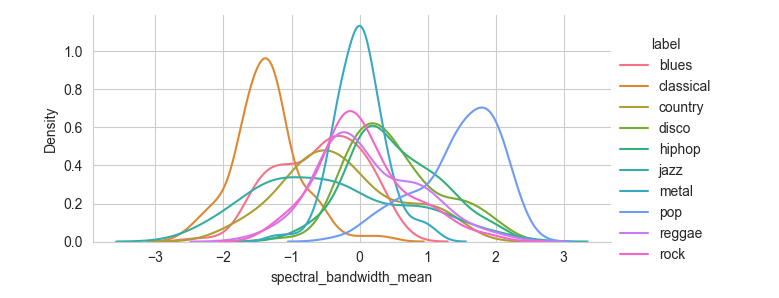 1.0
0.8
0.6
0.4
0.2
0.0
Density
−3 −2 −1 0 1 2 3
spectral_bandwidth_mean
label
blues
classical
country
disco
hiphop
jazz
metal
pop
reggae
rock